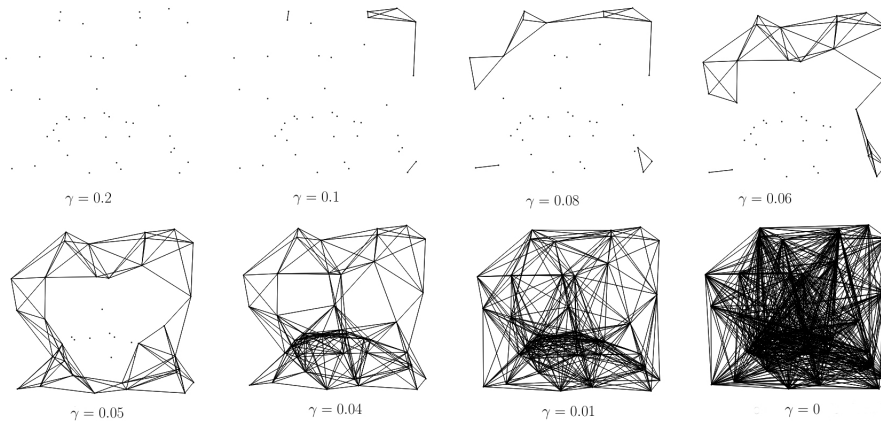 γ = 0.2
γ = 0.1
γ = 0.08
γ = 0.06
γ = 0.05
γ = 0.04
γ = 0.01
γ = 0